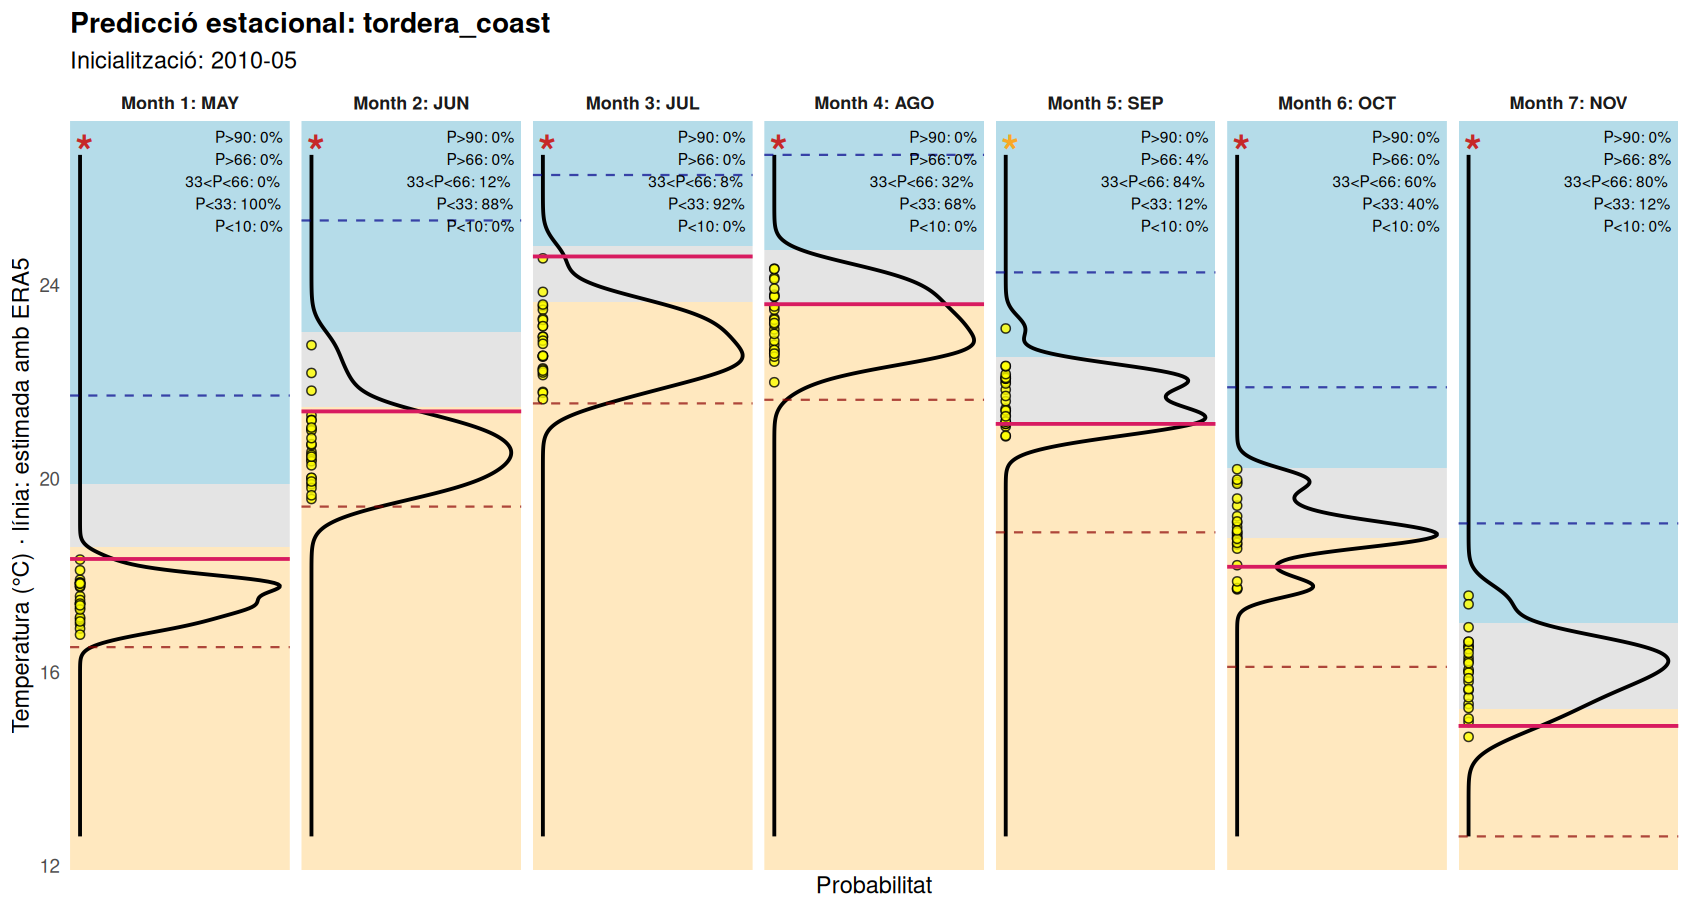 Predicció estacional: tordera_coast
Inicialització: 2010-05
Month 1: MAY
Month 2: JUN
Month 3: JUL
Month 4: AGO
Month 5: SEP
Month 6: OCT
Month 7: NOV
*
P>90: 0%
P>66: 0%
33<P<66: 0%
P<33: 100%
P<10: 0%
*
P>90: 0%
P>66: 0%
33<P<66: 12%
P<33: 88%
P<10: 0%
*
P>90: 0%
P>66: 0%
33<P<66: 8%
P<33: 92%
P<10: 0%
*
P>90: 0%
P>66: 0%
33<P<66: 32%
P<33: 68%
P<10: 0%
*
P>90: 0%
P>66: 4%
33<P<66: 84%
P<33: 12%
P<10: 0%
*
P>90: 0%
P>66: 0%
33<P<66: 60%
P<33: 40%
P<10: 0%
*
P>90: 0%
P>66: 8%
33<P<66: 80%
P<33: 12%
P<10: 0%
Temperatura (°C) · línia: estimada amb ERA5
24
20
16
12
Probabilitat